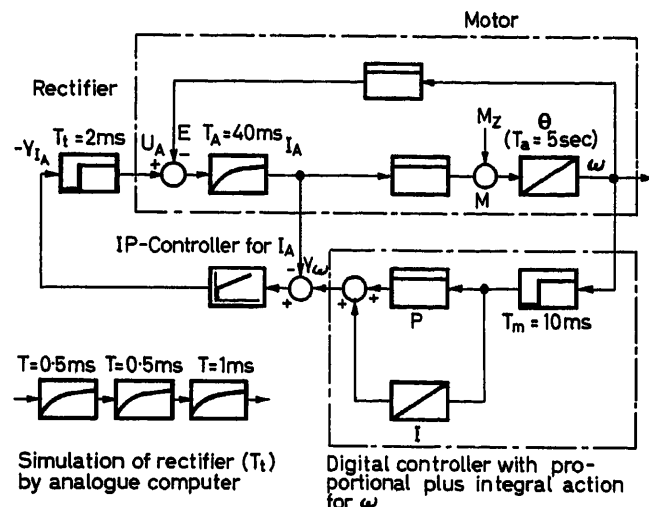 Motor
Rectifier
-Y_{I_A}
T_t = 2ms
U_A
E
T_A = 40ms
I_A
M_Z
Θ
(T_a = 5sec)
ω
+
-
M
IP-Controller for I_A
-
Y_ω
+
+
+
P
T_m = 10ms
I
T=0·5ms T=0·5ms T=1ms
Simulation of rectifier (T_t)
by analogue computer
Digital controller with pro-
portional plus integral action
for ω